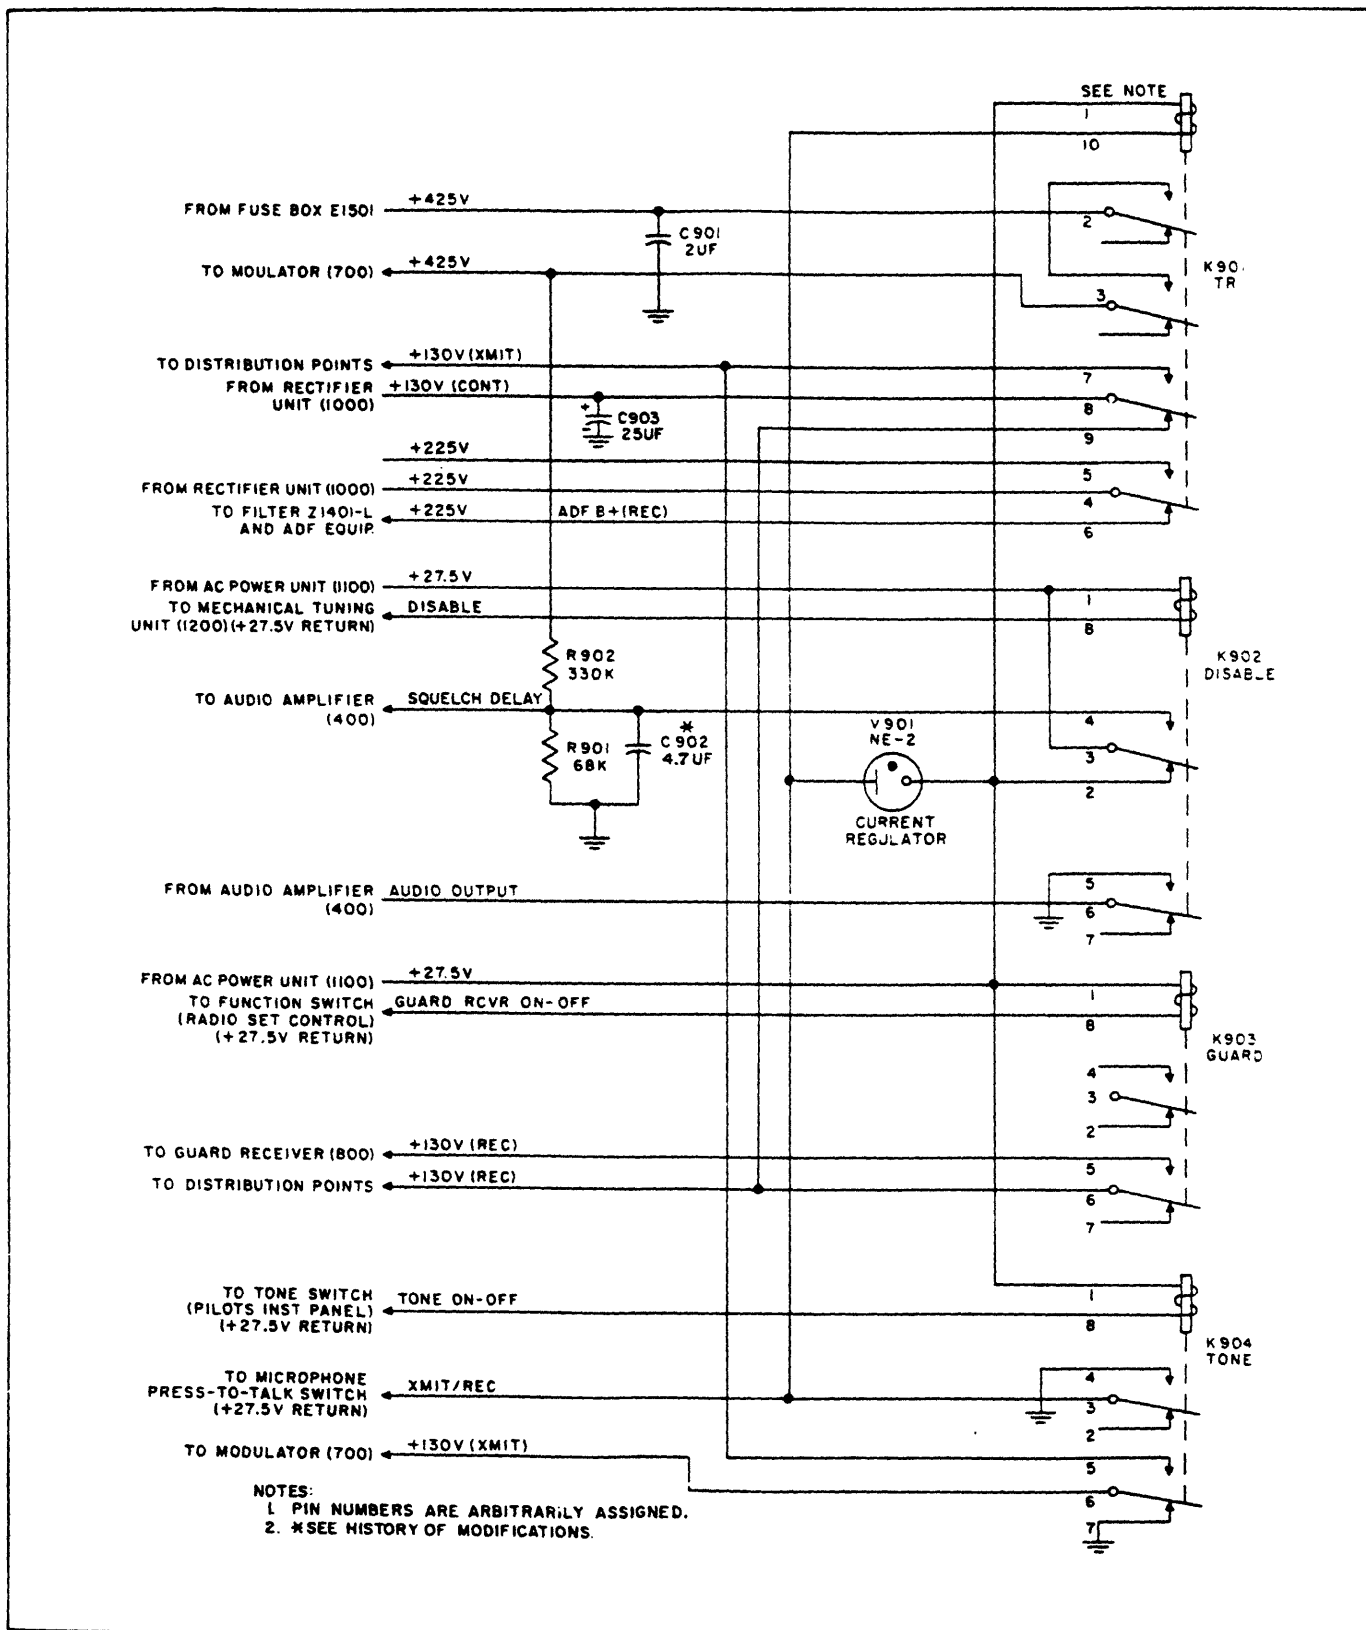 SEE NOTE
1
10
FROM FUSE BOX E1501
+425V
C901
2UF
2
TO MOULATOR (700)
+425V
K90
TR
3
TO DISTRIBUTION POINTS
+130V (XMIT)
7
FROM RECTIFIER
UNIT (1000)
+130V (CONT)
+
-
C903
25UF
8
9
+225V
5
FROM RECTIFIER UNIT (1000)
+225V
4
TO FILTER Z1401-L
AND ADF EQUIP.
+225V
ADF B+(REC)
6
FROM AC POWER UNIT (1100)
+27.5V
1
TO MECHANICAL TUNING
UNIT (1200)(+27.5V RETURN)
DISABLE
8
K902
DISABLE
R902
330K
TO AUDIO AMPLIFIER
(400)
SQUELCH DELAY
4
R901
68K
*
C902
4.7UF
V901
NE-2
CURRENT
REGULATOR
3
2
FROM AUDIO AMPLIFIER
(400)
AUDIO OUTPUT
5
6
7
FROM AC POWER UNIT (1100)
+27.5V
1
TO FUNCTION SWITCH
(RADIO SET CONTROL)
(+27.5V RETURN)
GUARD RCVR ON-OFF
8
K903
GUARD
4
3
2
TO GUARD RECEIVER (800)
+130V (REC)
5
TO DISTRIBUTION POINTS
+130V (REC)
6
7
TO TONE SWITCH
(PILOTS INST PANEL)
(+27.5V RETURN)
TONE ON-OFF
1
8
K904
TONE
TO MICROPHONE
PRESS-TO-TALK SWITCH
(+27.5V RETURN)
XMIT/REC
4
3
2
TO MODULATOR (700)
+130V (XMIT)
5
6
7
NOTES:
1. PIN NUMBERS ARE ARBITRARILY ASSIGNED.
2. *SEE HISTORY OF MODIFICATIONS.